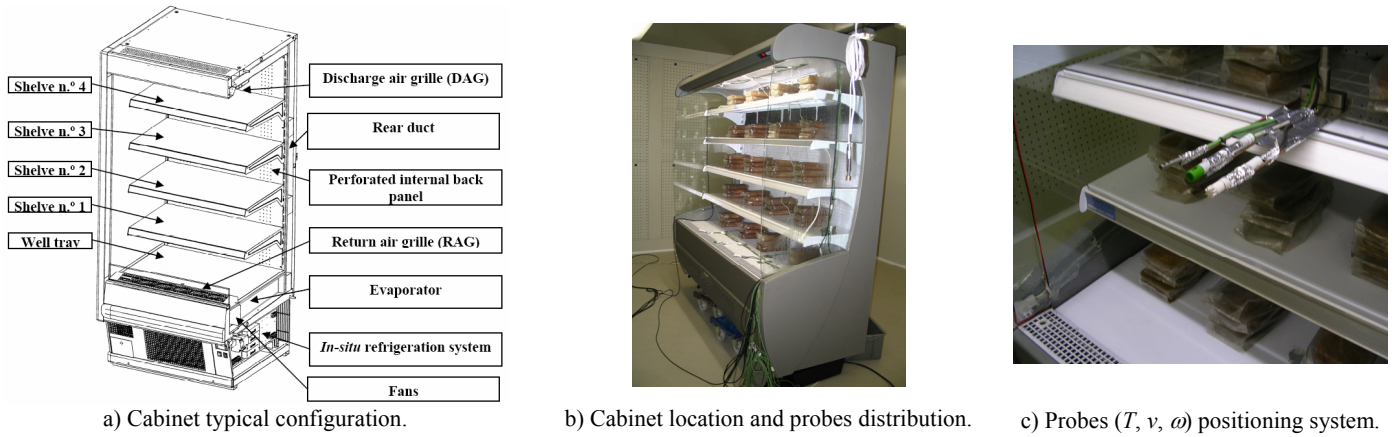 Shelve n.º 4
Shelve n.º 3
Shelve n.º 2
Shelve n.º 1
Well tray
Discharge air grille (DAG)
Rear duct
Perforated internal back
panel
Return air grille (RAG)
Evaporator
In-situ refrigeration system
Fans
a) Cabinet typical configuration.
b) Cabinet location and probes distribution.
c) Probes (T, v, ω) positioning system.